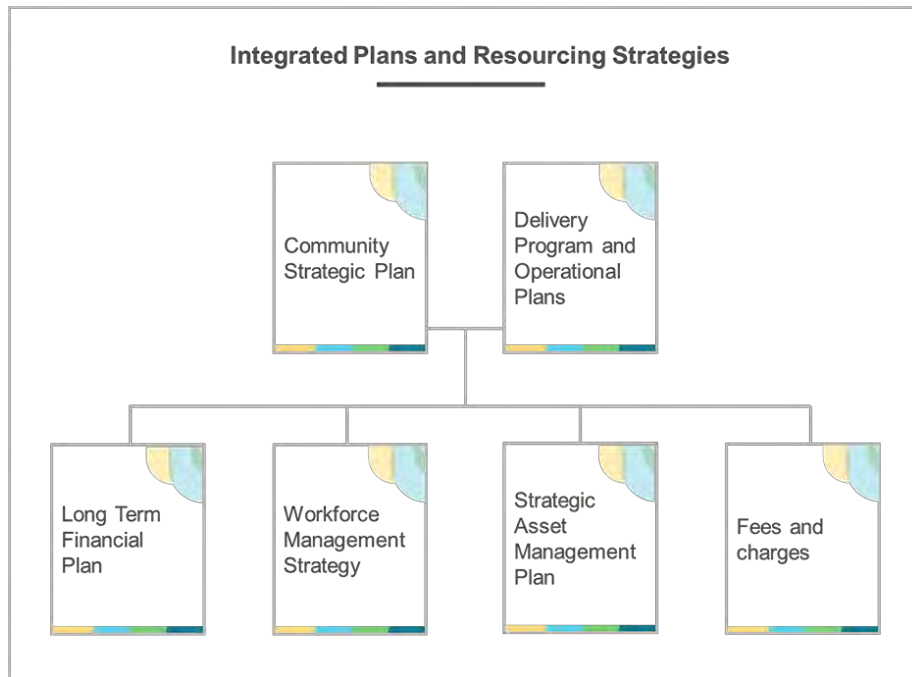 Integrated Plans and Resourcing Strategies
Community
Strategic Plan
Delivery
Program and
Operational
Plans
Long Term
Financial
Plan
Workforce
Management
Strategy
Strategic
Asset
Management
Plan
Fees and
charges